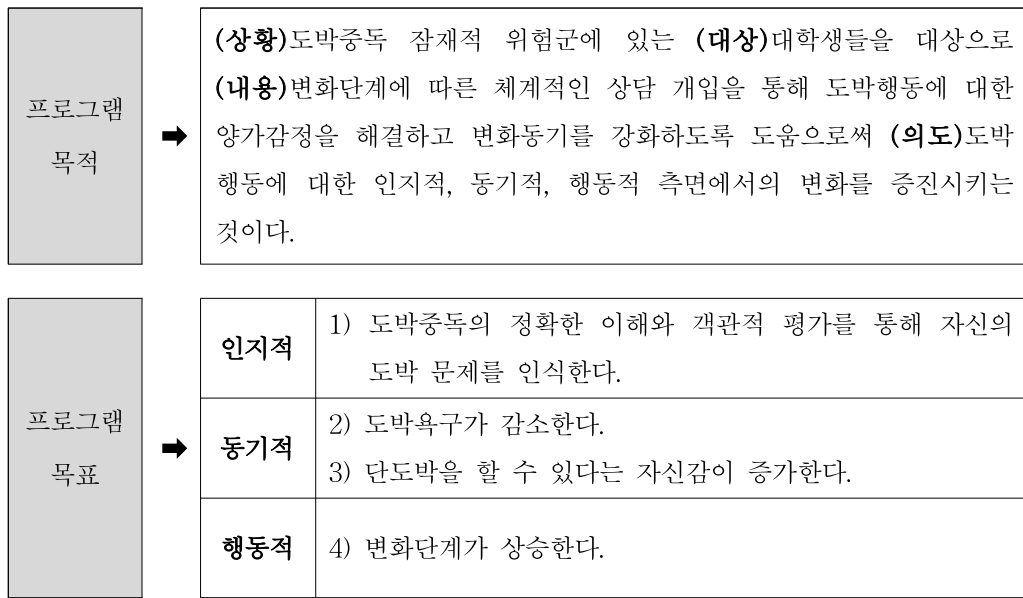 프로그램
목적
(상황)도박중독 잠재적 위험군에 있는 (대상)대학생들을 대상으로
(내용)변화단계에 따른 체계적인 상담 개입을 통해 도박행동에 대한
양가감정을 해결하고 변화동기를 강화하도록 도움으로써 (의도)도박
행동에 대한 인지적, 동기적, 행동적 측면에서의 변화를 증진시키는
것이다.
프로그램
목표
인지적
1) 도박중독의 정확한 이해와 객관적 평가를 통해 자신의
도박 문제를 인식한다.
동기적
2) 도박욕구가 감소한다.
3) 단도박을 할 수 있다는 자신감이 증가한다.
행동적
4) 변화단계가 상승한다.